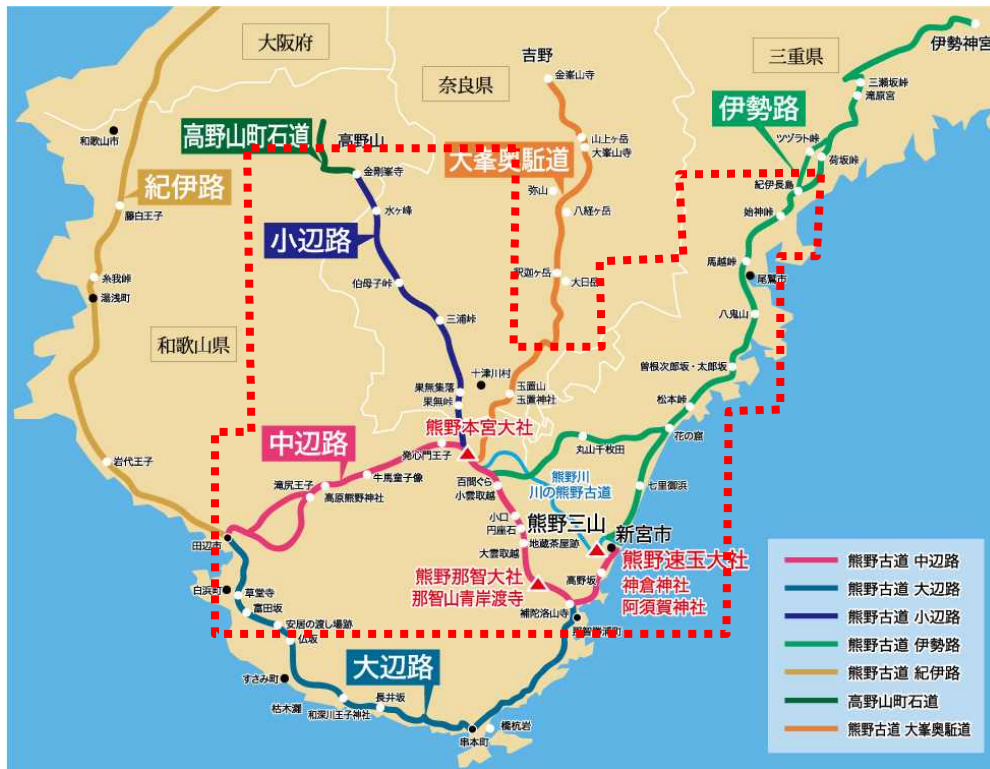 大阪府
吉野
三重県
伊勢神宮
奈良県
金峯山寺
三瀬坂峠
滝原宮
伊勢路
和歌山市
高野山町石道
高野山
山上ヶ岳
大峯山寺
ツヅラト峠
荷坂峠
大峯奥駈道
金剛峯寺
紀伊路
弥山
紀伊長島
藤白王子
水ヶ峰
八経ヶ岳
始神峠
小辺路
馬越峠
糸我峠
伯母子峠
釈迦ヶ岳
大日岳
尾鷲市
湯浅町
三浦峠
八鬼山
和歌山県
十津川村
曽根次郎坂・太郎坂
果無集落
果無峠
玉置山
玉置神社
松本峠
熊野本宮大社
花の窟
中辺路
発心門王子
丸山千枚田
岩代王子
牛馬童子像
百間ぐら
小雲取越
熊野川
川の熊野古道
七里御浜
滝尻王子
高原熊野神社
小口
円座石
熊野三山
新宮市
田辺市
地蔵茶屋跡
大雲取越
熊野速玉大社
神倉神社
阿須賀神社
熊野那智大社
那智山青岸渡寺
高野坂
白浜町
草堂寺
富田坂
補陀洛山寺
那智勝浦町
安居の渡し場跡
仏坂
大辺路
すさみ町
枯木灘
長井坂
和深川王子神社
橋杭岩
串本町
熊野古道 中辺路
熊野古道 大辺路
熊野古道 小辺路
熊野古道 伊勢路
熊野古道 紀伊路
高野山町石道
熊野古道 大峯奥駈道